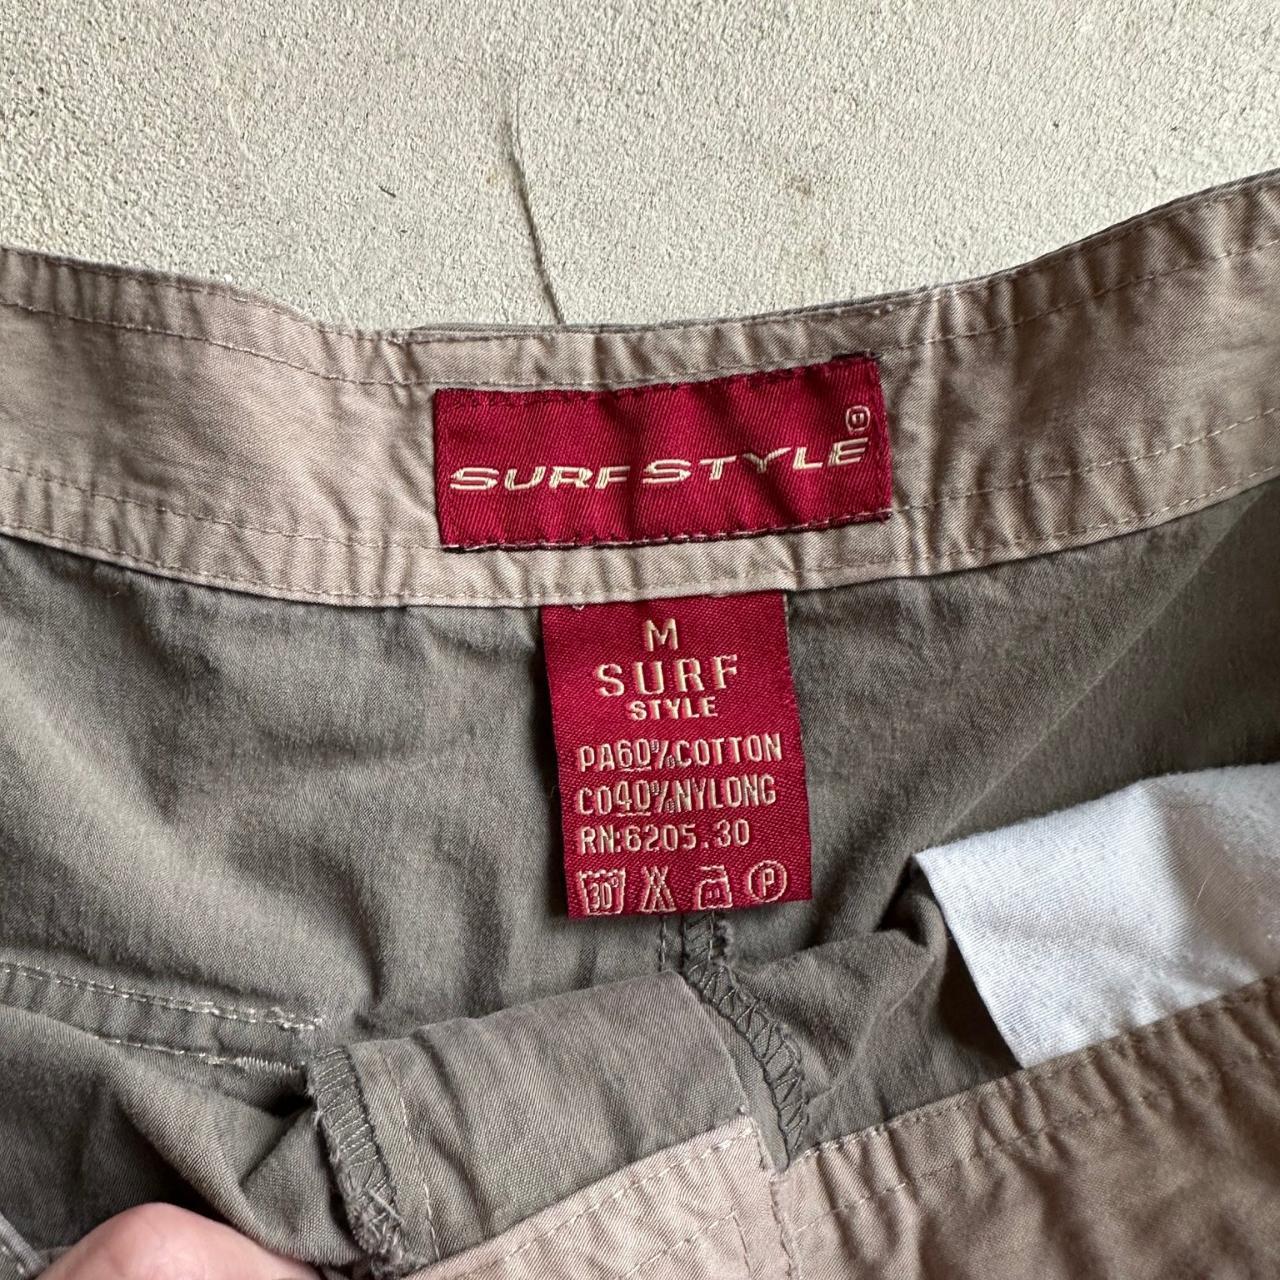 SURFSTYLE
M
SURF
STYLE
PA60%COTTON
CO40%NYLONG
RN:6205.30
30°
P